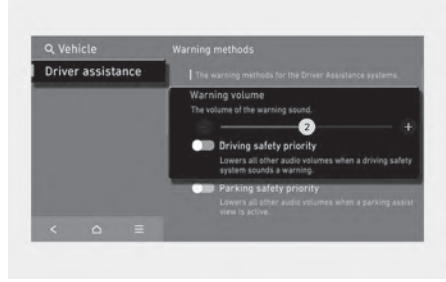 Vehicle
Warning methods
Driver assistance
The warning methods for the Driver Assistance systems.
Warning volume
The volume of the warning sound.
2
Driving safety priority
Lowers all other audio volumes when a driving safety
system sounds a warning.
Parking safety priority
Lowers all other audio volumes when a parking assist
view is active.